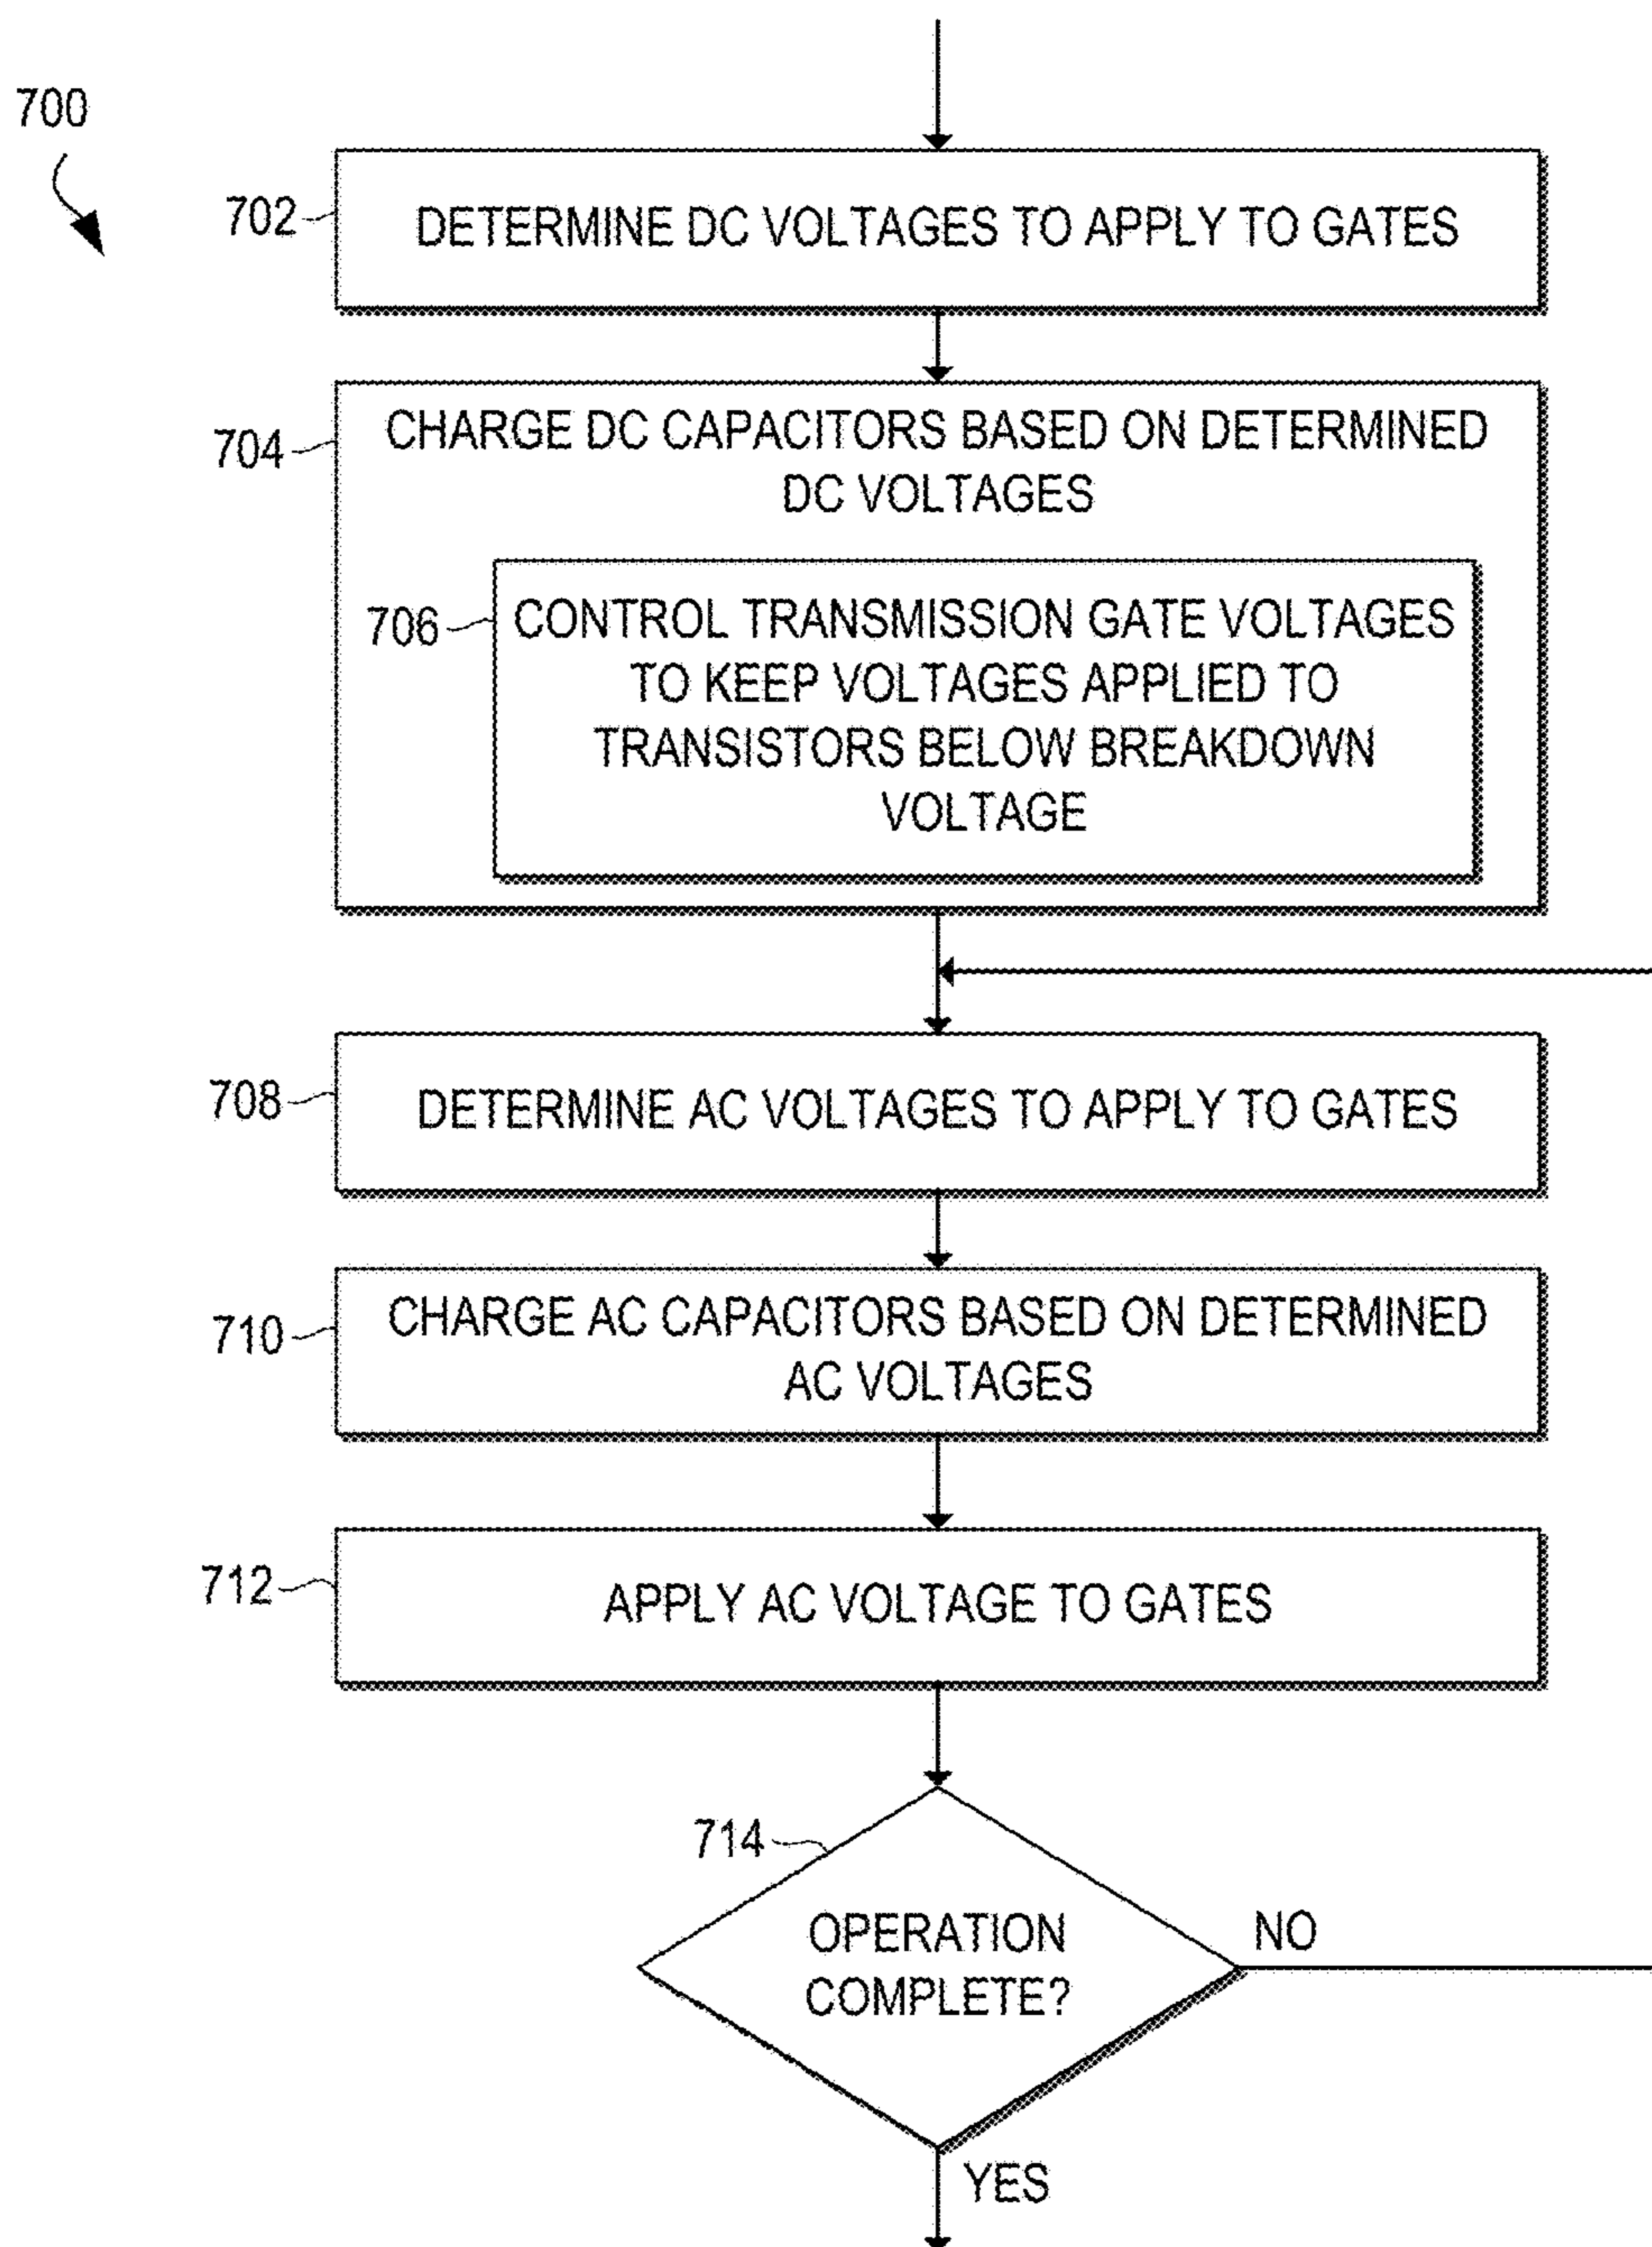 700
702
DETERMINE DC VOLTAGES TO APPLY TO GATES
704
CHARGE DC CAPACITORS BASED ON DETERMINED
DC VOLTAGES
706
CONTROL TRANSMISSION GATE VOLTAGES
TO KEEP VOLTAGES APPLIED TO
TRANSISTORS BELOW BREAKDOWN
VOLTAGE
708
DETERMINE AC VOLTAGES TO APPLY TO GATES
710
CHARGE AC CAPACITORS BASED ON DETERMINED
AC VOLTAGES
712
APPLY AC VOLTAGE TO GATES
714
OPERATION
COMPLETE?
NO
YES